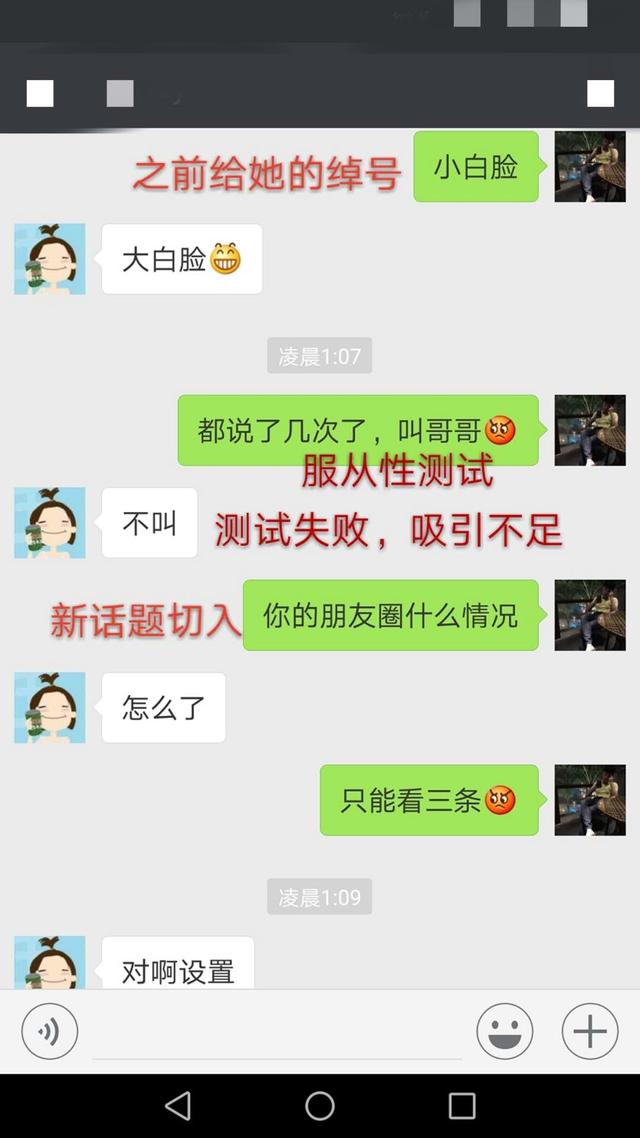 之前给她的绰号
小白脸
大白脸
凌晨1:07
都说了几次了，叫哥哥
服从性测试
不叫
测试失败，吸引不足
新话题切入
你的朋友圈什么情况
怎么了
只能看三条
凌晨1:09
对啊设置